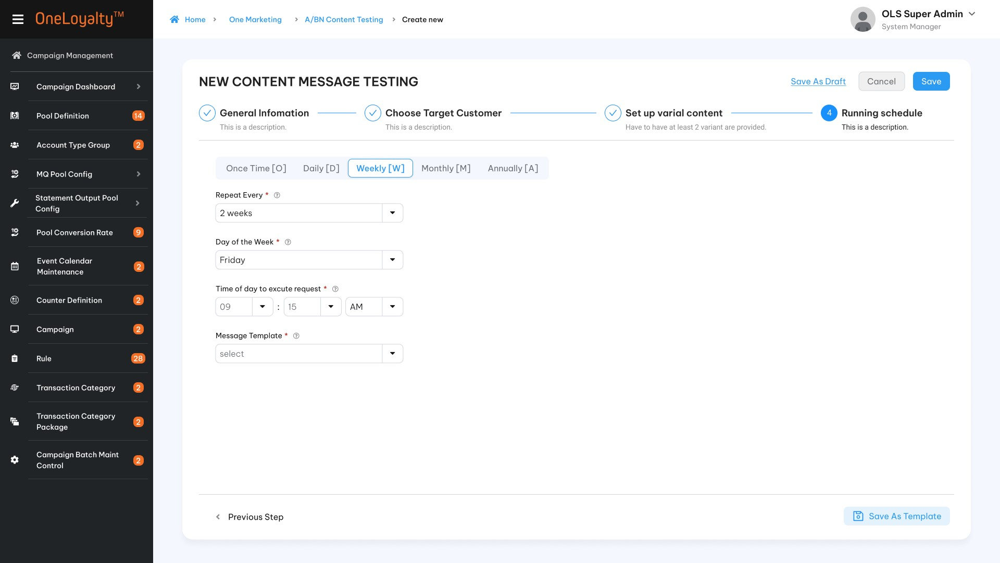 OneLoyalty™
Home
One Marketing
A/BN Content Testing
Create new
OLS Super Admin
System Manager
Campaign Management
Campaign Dashboard
Pool Definition 14
Account Type Group 2
MQ Pool Config
Statement Output Pool
Config
Pool Conversion Rate 9
Event Calendar
Maintenance 2
Counter Definition 2
Campaign 2
Rule 28
Transaction Category 2
Transaction Category
Package 2
Campaign Batch Maint
Control 2
NEW CONTENT MESSAGE TESTING
Save As Draft
Cancel
Save
General Infomation
This is a description.
Choose Target Customer
This is a description.
Set up varial content
Have to have at least 2 variant are provided.
4 Running schedule
This is a description.
Once Time [O] Daily [D] Weekly [W] Monthly [M] Annually [A]
Repeat Every * ?
2 weeks
Day of the Week * ?
Friday
Time of day to excute request * ?
09 : 15 AM
Message Template * ?
select
Previous Step
Save As Template